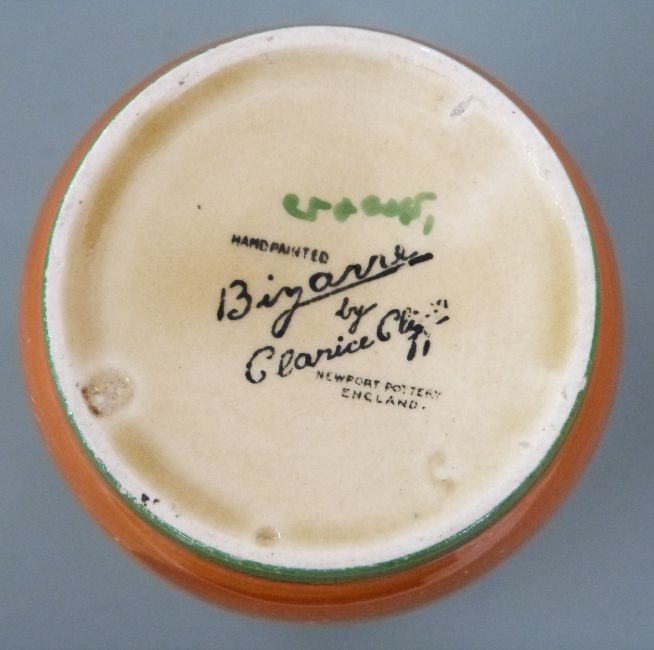 HANDPAINTED
Bizarre
by
Clarice Cliff
NEWPORT POTTERY
ENGLAND.